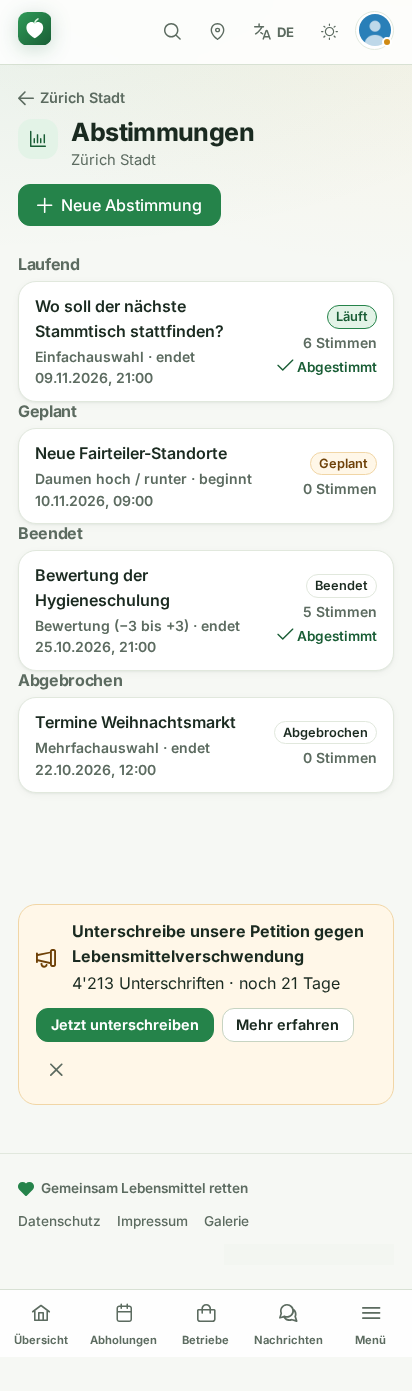 DE
Zürich Stadt
Abstimmungen
Zürich Stadt
Neue Abstimmung
Laufend
Wo soll der nächste
Stammtisch stattfinden?
Einfachauswahl · endet
09.11.2026, 21:00
Läuft
6 Stimmen
Abgestimmt
Geplant
Neue Fairteiler-Standorte
Daumen hoch / runter · beginnt
10.11.2026, 09:00
Geplant
0 Stimmen
Beendet
Bewertung der
Hygieneschulung
Bewertung (−3 bis +3) · endet
25.10.2026, 21:00
Beendet
5 Stimmen
Abgestimmt
Abgebrochen
Termine Weihnachtsmarkt
Mehrfachauswahl · endet
22.10.2026, 12:00
Abgebrochen
0 Stimmen
Unterschreibe unsere Petition gegen
Lebensmittelverschwendung
4'213 Unterschriften · noch 21 Tage
Jetzt unterschreiben
Mehr erfahren
Gemeinsam Lebensmittel retten
Datenschutz Impressum Galerie
Übersicht Abholungen Betriebe Nachrichten Menü